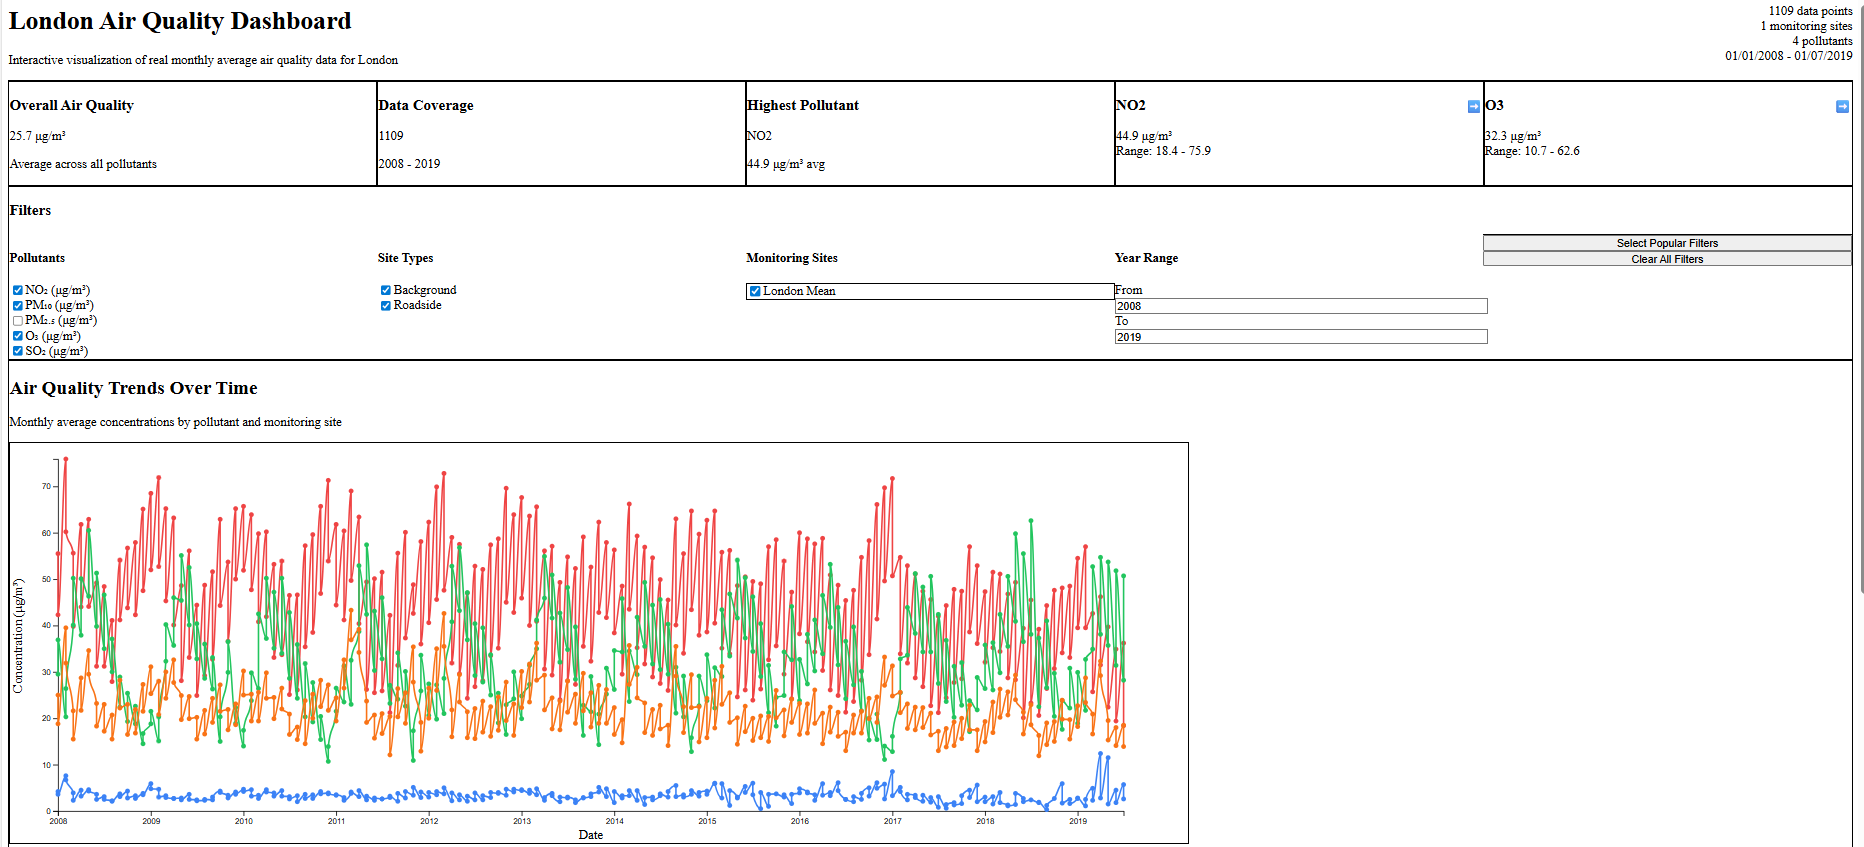 London Air Quality Dashboard
Interactive visualization of real monthly average air quality data for London
1109 data points
1 monitoring sites
4 pollutants
01/01/2008 - 01/07/2019
Overall Air Quality
25.7 µg/m³
Average across all pollutants
Data Coverage
1109
2008 - 2019
Highest Pollutant
NO2
44.9 µg/m³ avg
NO2
44.9 µg/m³
Range: 18.4 - 75.9
O3
32.3 µg/m³
Range: 10.7 - 62.6
Filters
Select Popular Filters
Clear All Filters
Pollutants
NO₂ (µg/m³)
PM₁₀ (µg/m³)
PM₂.₅ (µg/m³)
O₃ (µg/m³)
SO₂ (µg/m³)
Site Types
Background
Roadside
Monitoring Sites
London Mean
Year Range
From
2008
To
2019
Air Quality Trends Over Time
Monthly average concentrations by pollutant and monitoring site
Concentration (µg/m³)
70
60
50
40
30
20
10
0
2008 2009 2010 2011 2012 2013 2014 2015 2016 2017 2018 2019
Date